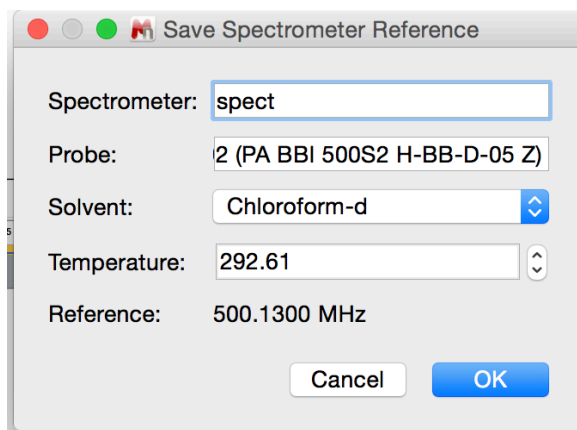 Save Spectrometer Reference
Spectrometer: spect
Probe: 2 (PA BBI 500S2 H-BB-D-05 Z)
Solvent: Chloroform-d
Temperature: 292.61
Reference: 500.1300 MHz
Cancel OK